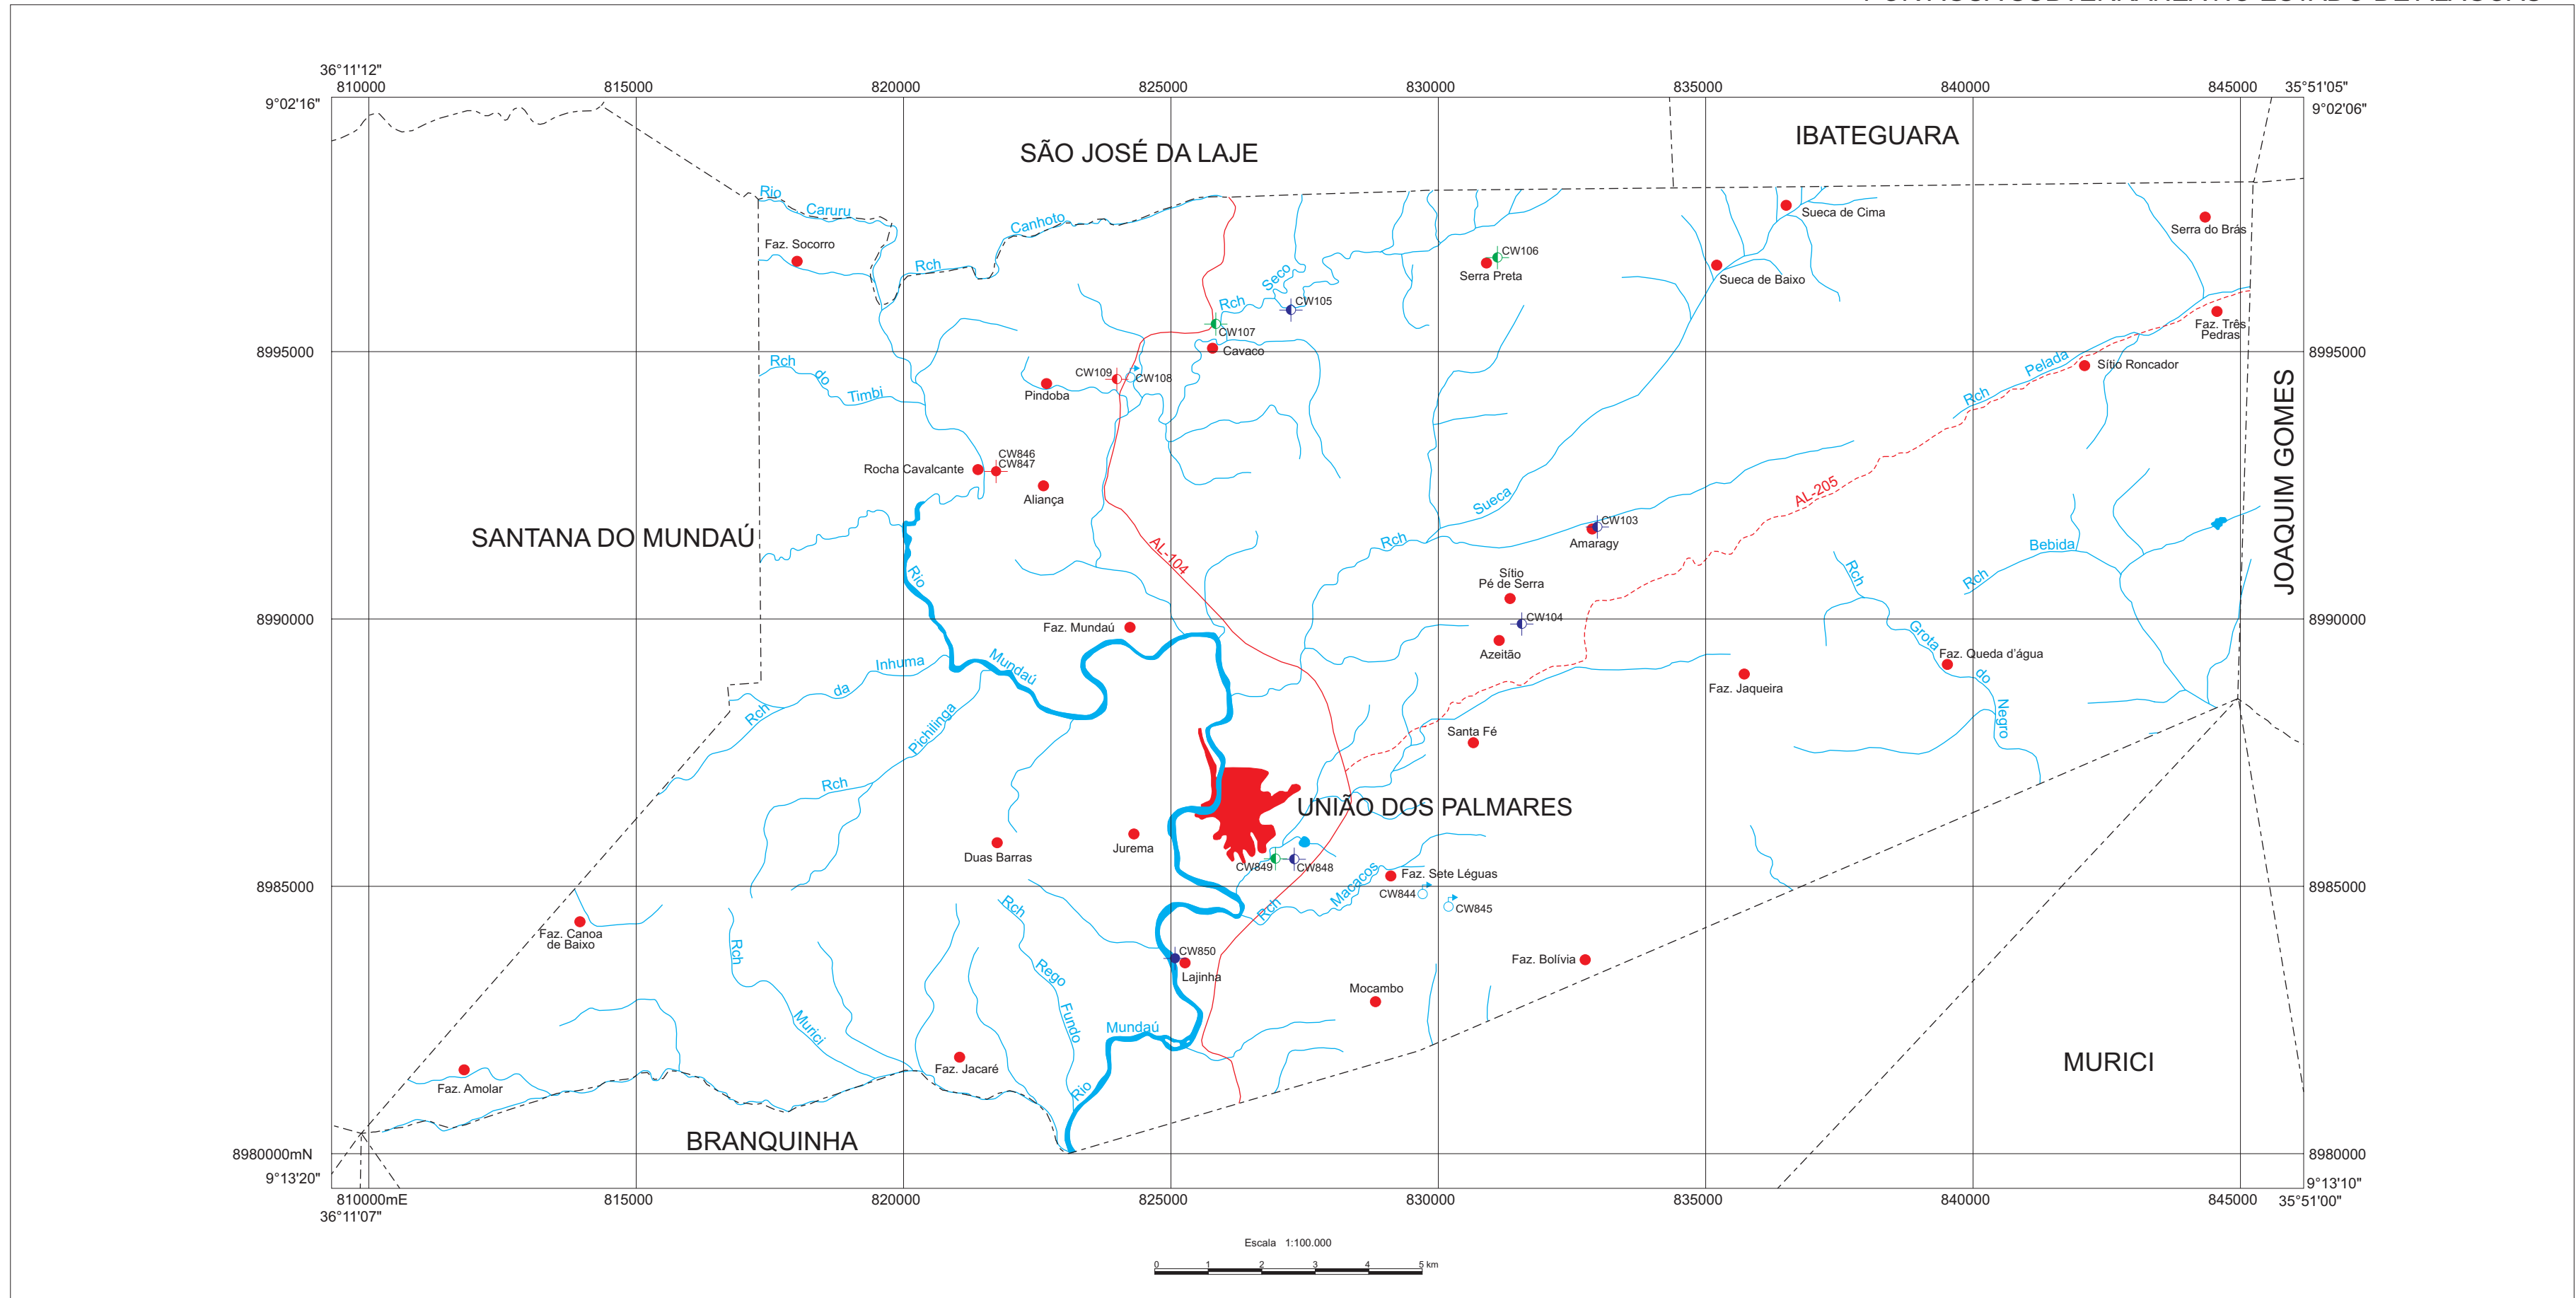 36°11'12"
810000 815000 820000 825000 830000 835000 840000 845000 35°51'05"
9°02'16"
9°02'06"
IBATEGUARA
SÃO JOSÉ DA LAJE
Rio
Caruru
Canhoto
Rch
Faz. Socorro
Sueca de Cima
Serra do Brás
CW106
Serra Preta
Sueca de Baixo
Seco
Rch
CW105
CW107
Cavaco
Faz. Três
Pedras
8995000
8995000
Pelada
Rch
Sítio Roncador
Rch
do
Timbi
CW109
CW108
Pindoba
CW846
CW847
Rocha Cavalcante
Aliança
AL-205
JOAQUIM GOMES
SANTANA DO MUNDAÚ
Sueca
Rch
CW103
Amaragy
AL-104
Bebida
Rch
Rio
Sítio
Pé de Serra
Rch
8990000
8990000
CW104
Faz. Mundaú
Azeitão
Grota
Faz. Queda d'água
do
Negro
Inhuma
da
Rch
Mundaú
Faz. Jaqueira
Pichilinga
Rch
Santa Fé
UNIÃO DOS PALMARES
Duas Barras
Jurema
CW849
CW848
Macacos
Rch
Faz. Sete Léguas
CW844
CW845
8985000
8985000
Faz. Canoa
de Baixo
Rch
Rego
Fundo
Rch
Murici
CW850
Lajinha
Faz. Bolívia
Mocambo
Mundaú
Rio
Faz. Jacaré
Faz. Amolar
MURICI
BRANQUINHA
8980000mN
8980000
9°13'20"
9°13'10"
810000mE 815000 820000 825000 830000 835000 840000 845000 35°51'00"
36°11'07"
Escala 1:100.000
0 1 2 3 4 5 km